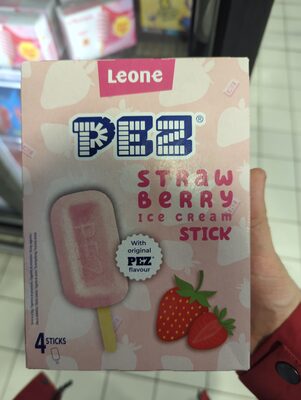 Leone
PEZ®
STRAW
BERRY
ICE CREAM
STICK
With
original
PEZ
flavour
4 STICKS